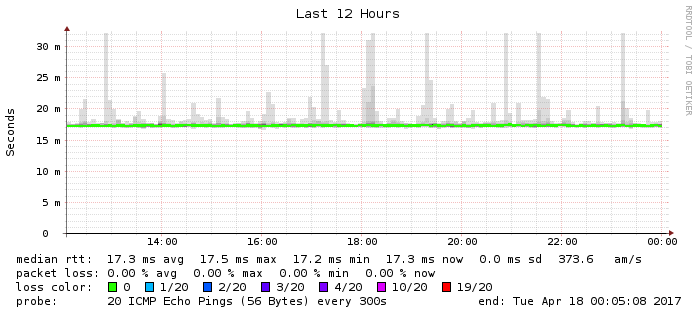 Last 12 Hours
RRDTOOL / TOBI OETIKER
Seconds
30 m
25 m
20 m
15 m
10 m
5 m
0
14:00 16:00 18:00 20:00 22:00 00:00
median rtt: 17.3 ms avg 17.5 ms max 17.2 ms min 17.3 ms now 0.0 ms sd 373.6 am/s
packet loss: 0.00 % avg 0.00 % max 0.00 % min 0.00 % now
loss color: 0 1/20 2/20 3/20 4/20 10/20 19/20
probe: 20 ICMP Echo Pings (56 Bytes) every 300s end: Tue Apr 18 00:05:08 2017